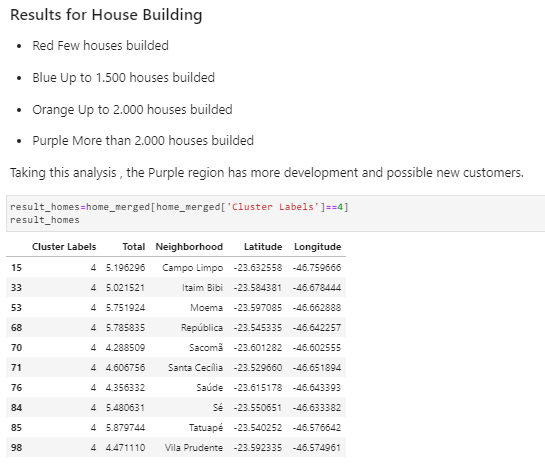 Results for House Building
• Red Few houses builded
• Blue Up to 1.500 houses builded
• Orange Up to 2.000 houses builded
• Purple More than 2.000 houses builded
Taking this analysis , the Purple region has more development and possible new customers.
result_homes=home_merged[home_merged['Cluster Labels']==4]
result_homes
Cluster Labels Total Neighborhood Latitude Longitude
15 4 5.196296 Campo Limpo -23.632558 -46.759666
33 4 5.021521 Itaim Bibi -23.584381 -46.678444
53 4 5.751924 Moema -23.597085 -46.662888
68 4 5.785835 República -23.545335 -46.642257
70 4 4.288509 Sacomã -23.601282 -46.602555
71 4 4.606756 Santa Cecília -23.529660 -46.651894
76 4 4.356332 Saúde -23.615178 -46.643393
84 4 5.480631 Sé -23.550651 -46.633382
85 4 5.879744 Tatuapé -23.540252 -46.576642
98 4 4.471110 Vila Prudente -23.592335 -46.574961